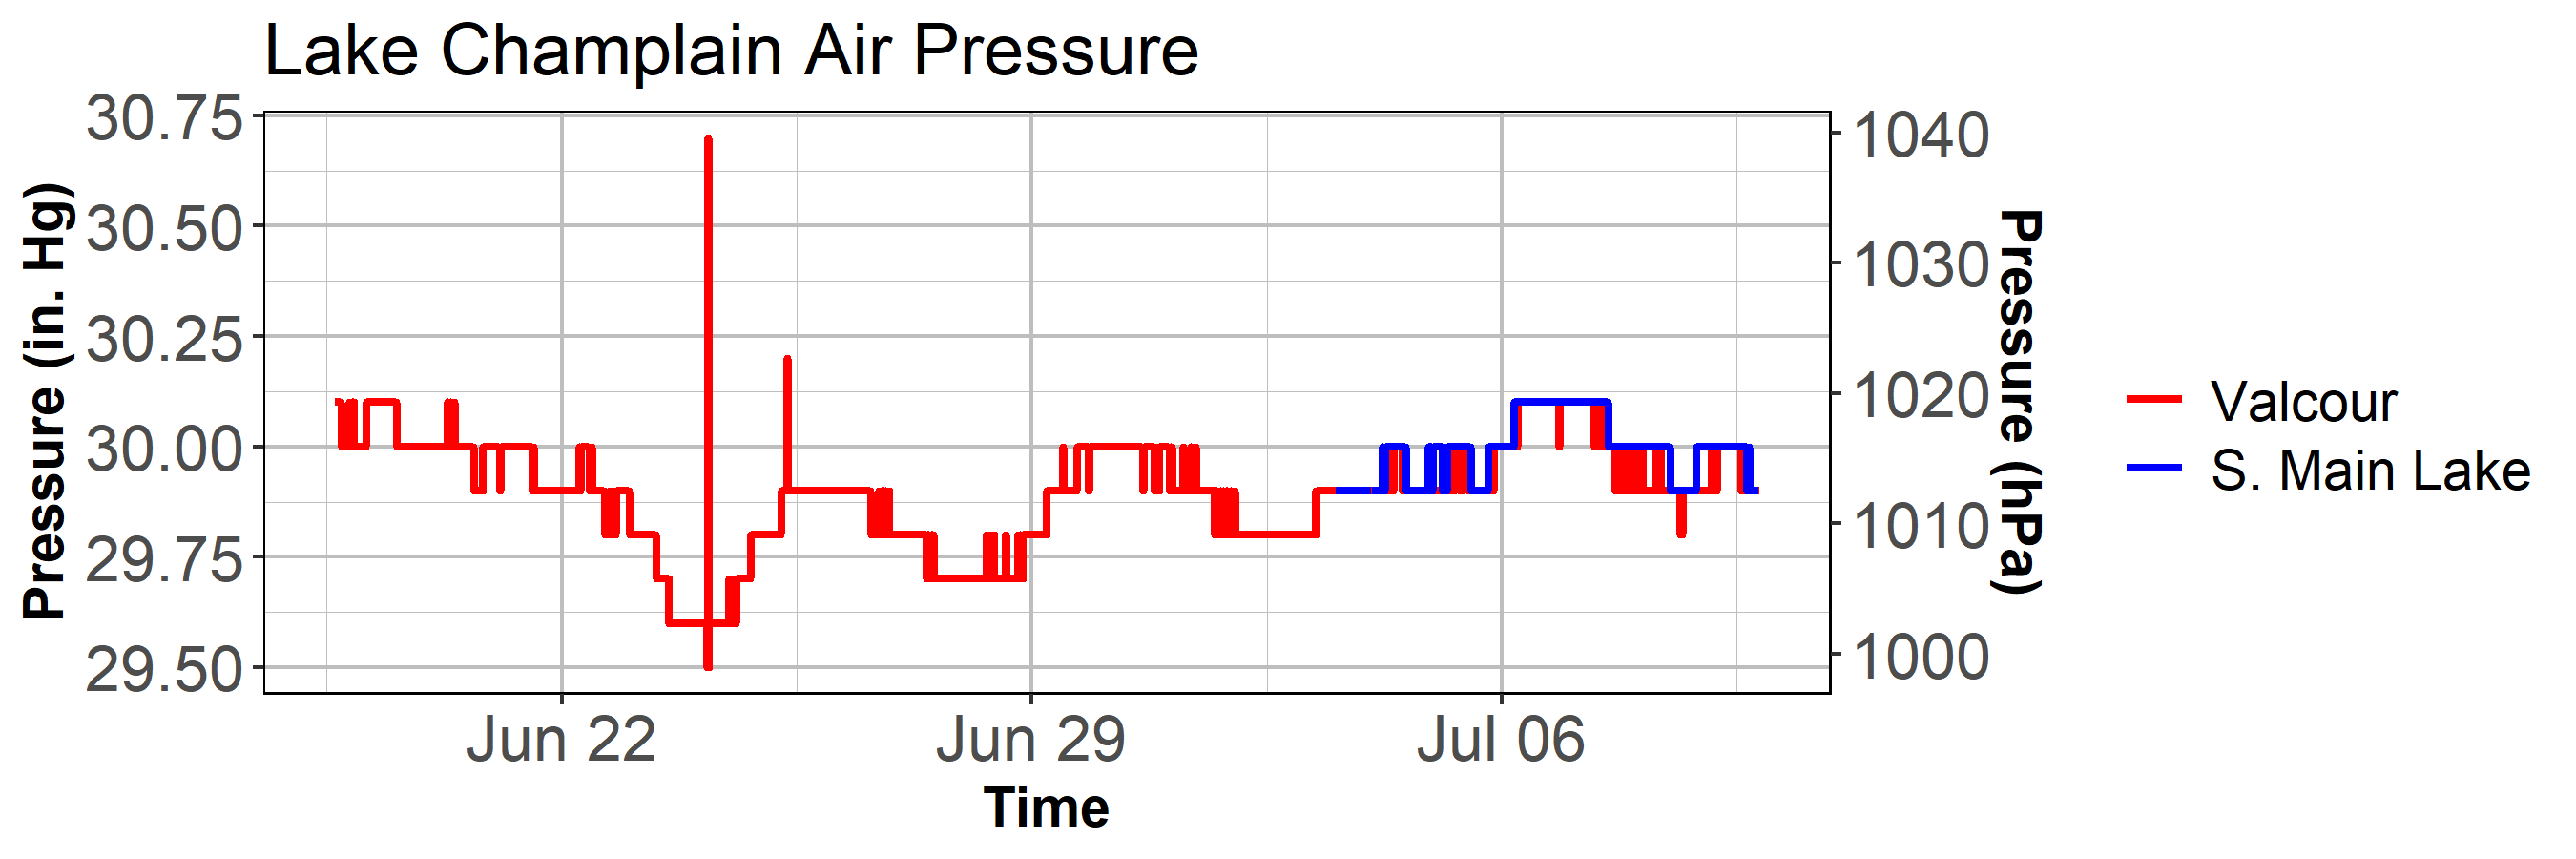 Lake Champlain Air Pressure
Pressure (in. Hg)
30.75
30.50
30.25
30.00
29.75
29.50
1040
1030
1020
1010
1000
Pressure (hPa)
Jun 22
Jun 29
Jul 06
Time
Valcour
S. Main Lake